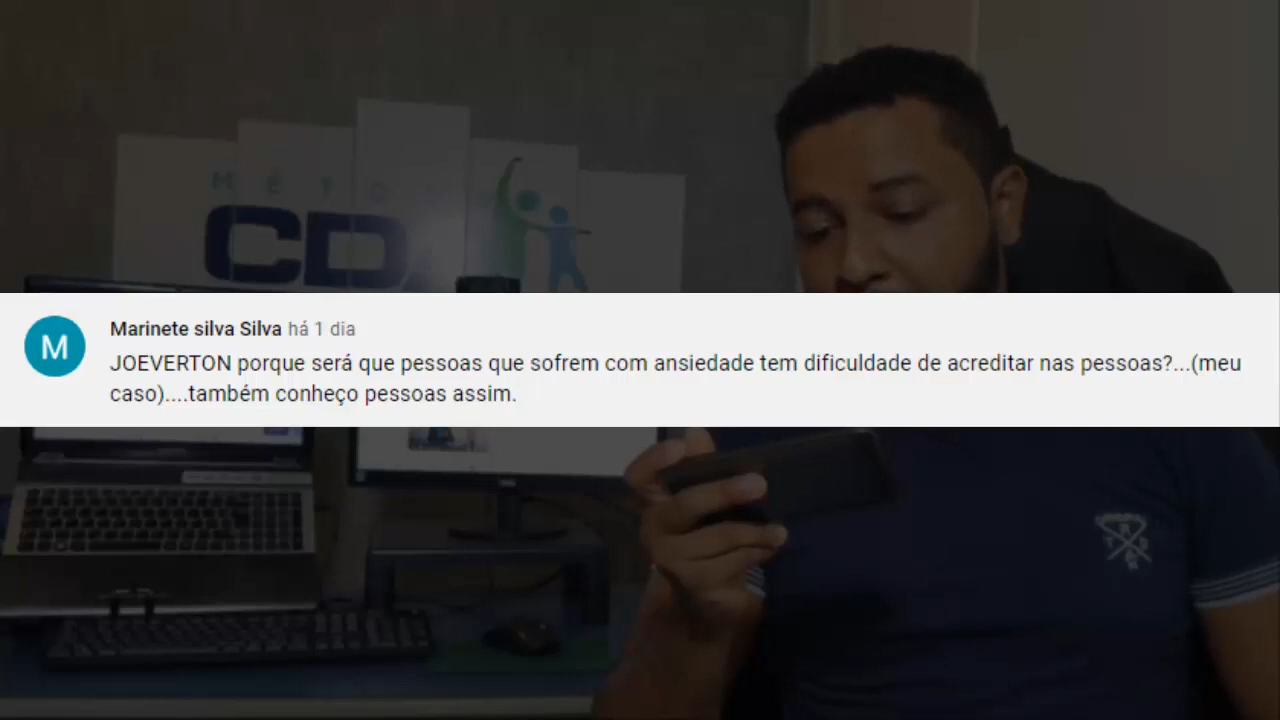 MÉTODO
CD
Marinete silva Silva há 1 dia
M
JOEVERTON porque será que pessoas que sofrem com ansiedade tem dificuldade de acreditar nas pessoas?...(meu
caso)....também conheço pessoas assim.